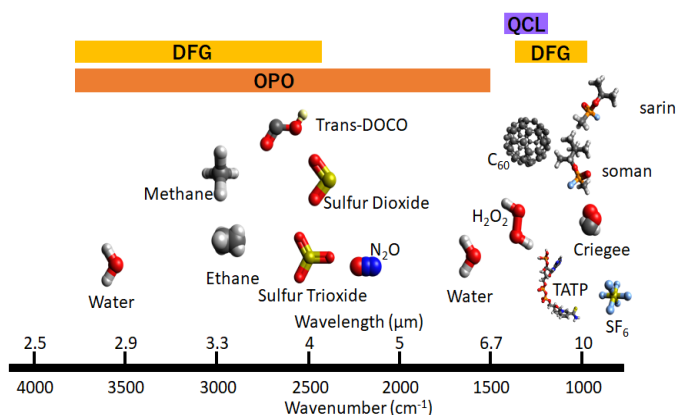 QCL
DFG
DFG
OPO
Trans-DOCO
sarin
C60
soman
Methane
Sulfur Dioxide
H2O2
N2O
Criegee
Ethane
Water
Sulfur Trioxide
Water
TATP
SF6
Wavelength (μm)
2.5 2.9 3.3 4 5 6.7 10
4000 3500 3000 2500 2000 1500 1000
Wavenumber (cm-1)